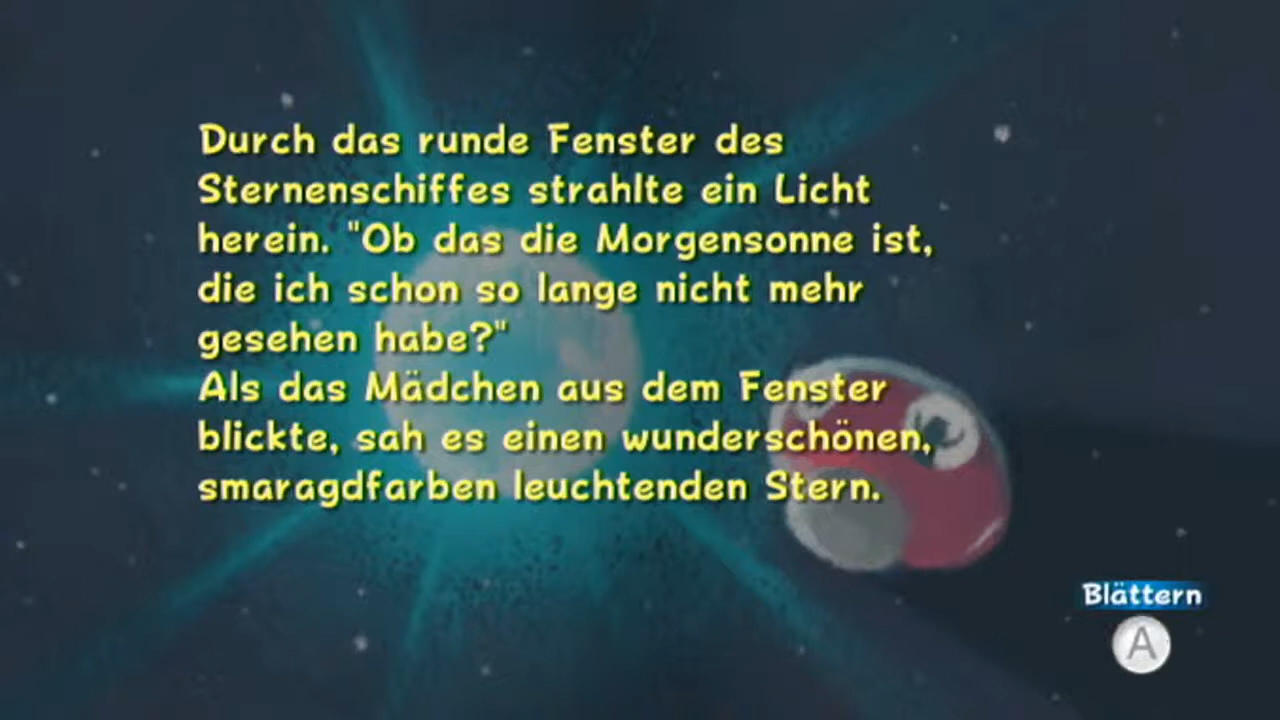 Durch das runde Fenster des
Sternenschiffes strahlte ein Licht
herein. "Ob das die Morgensonne ist,
die ich schon so lange nicht mehr
gesehen habe?"
Als das Mädchen aus dem Fenster
blickte, sah es einen wunderschönen,
smaragdfarben leuchtenden Stern.
Blättern
A